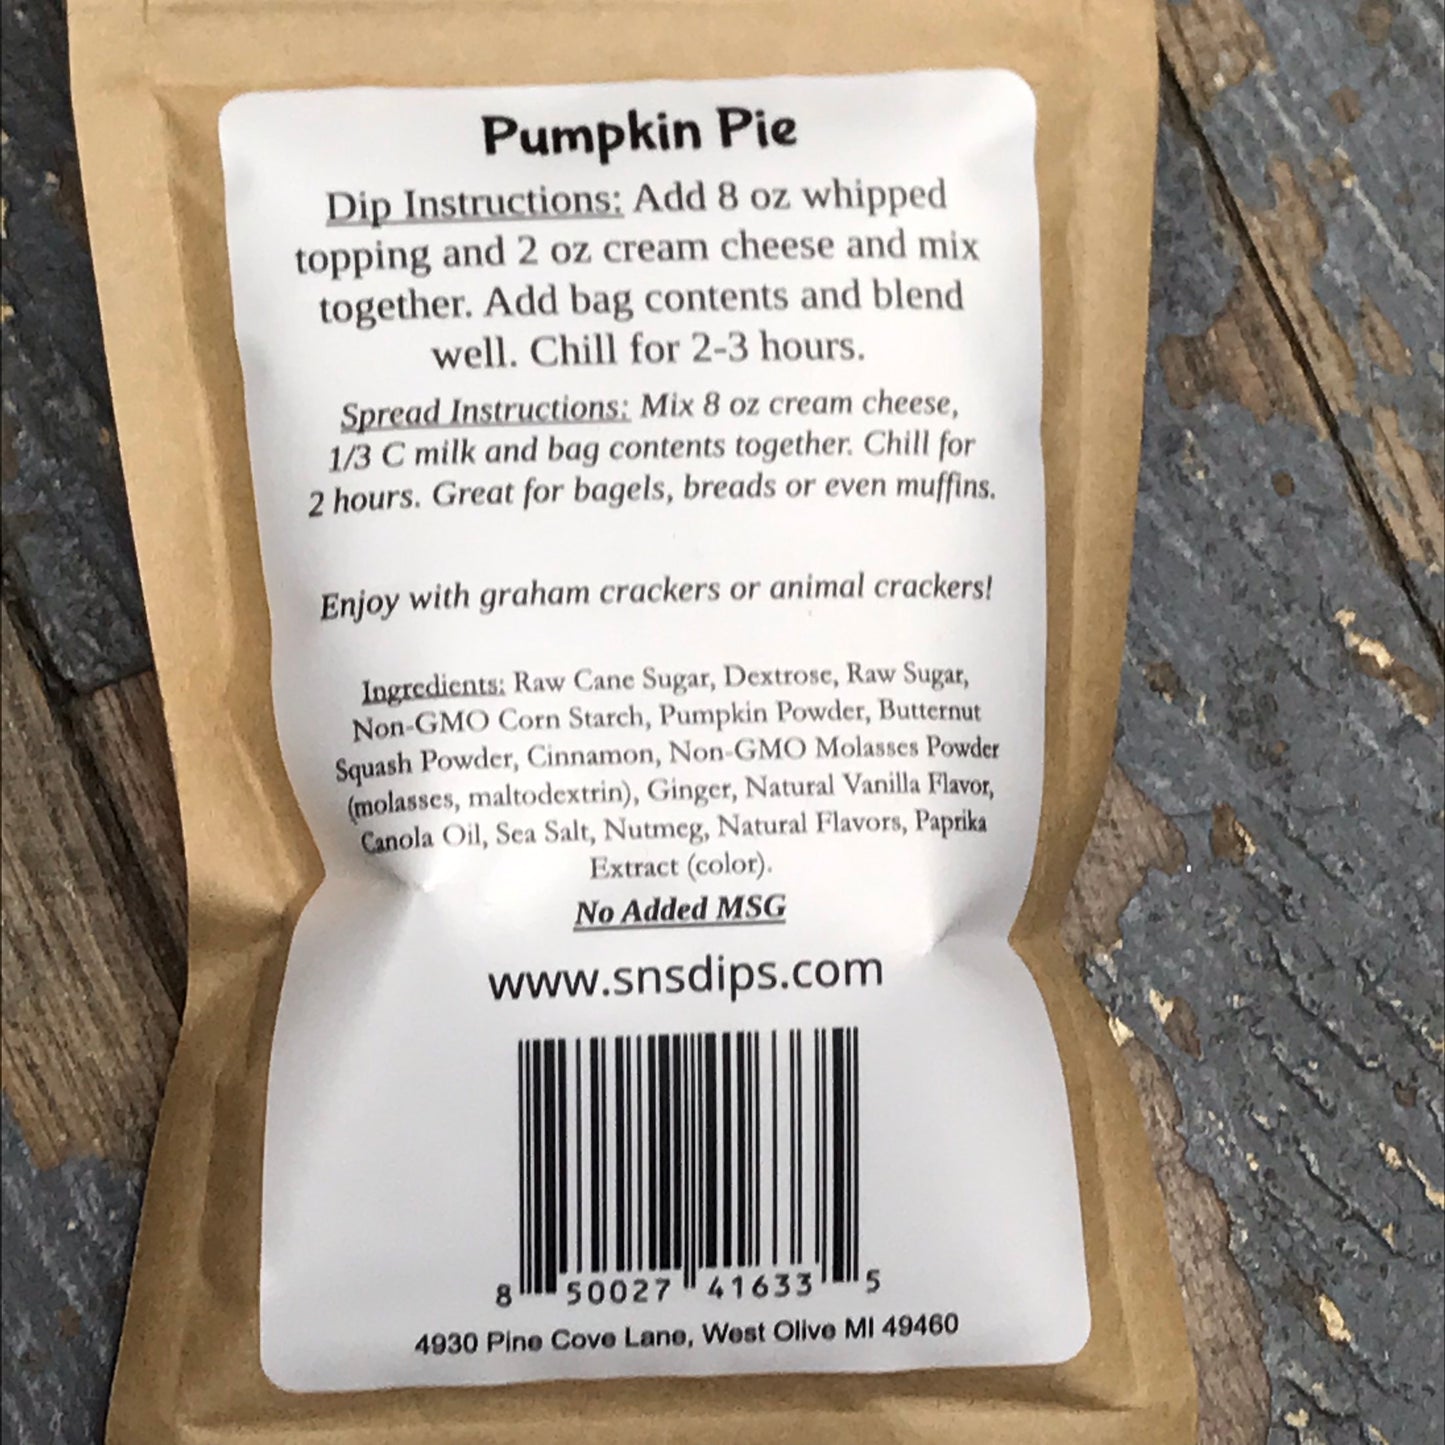 Pumpkin Pie
Dip Instructions: Add 8 oz whipped
topping and 2 oz cream cheese and mix
together. Add bag contents and blend
well. Chill for 2-3 hours.
Spread Instructions: Mix 8 oz cream cheese,
1/3 C milk and bag contents together. Chill for
2 hours. Great for bagels, breads or even muffins.
Enjoy with graham crackers or animal crackers!
Ingredients: Raw Cane Sugar, Dextrose, Raw Sugar,
Non-GMO Corn Starch, Pumpkin Powder, Butternut
Squash Powder, Cinnamon, Non-GMO Molasses Powder
(molasses, maltodextrin), Ginger, Natural Vanilla Flavor,
Canola Oil, Sea Salt, Nutmeg, Natural Flavors, Paprika
Extract (color).
No Added MSG
www.snsdips.com
8 50027 41633 5
4930 Pine Cove Lane, West Olive MI 49460